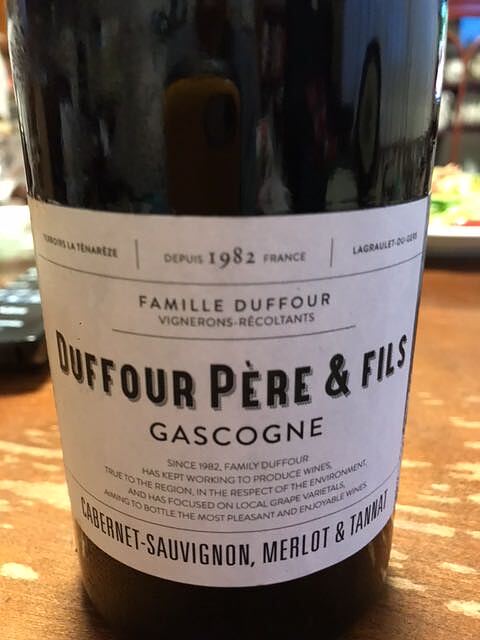 TERROIRS LA TÉNARÈZE
DEPUIS 1982 FRANCE
LAGRAULET-DU-GERS
FAMILLE DUFFOUR
VIGNERONS-RÉCOLTANTS
DUFFOUR PÈRE & FILS
GASCOGNE
SINCE 1982, FAMILY DUFFOUR
HAS KEPT WORKING TO PRODUCE WINES,
TRUE TO THE REGION, IN THE RESPECT OF THE ENVIRONMENT,
AND HAS FOCUSED ON LOCAL GRAPE VARIETALS,
AIMING TO BOTTLE THE MOST PLEASANT AND ENJOYABLE WINES.
CABERNET-SAUVIGNON, MERLOT & TANNAT